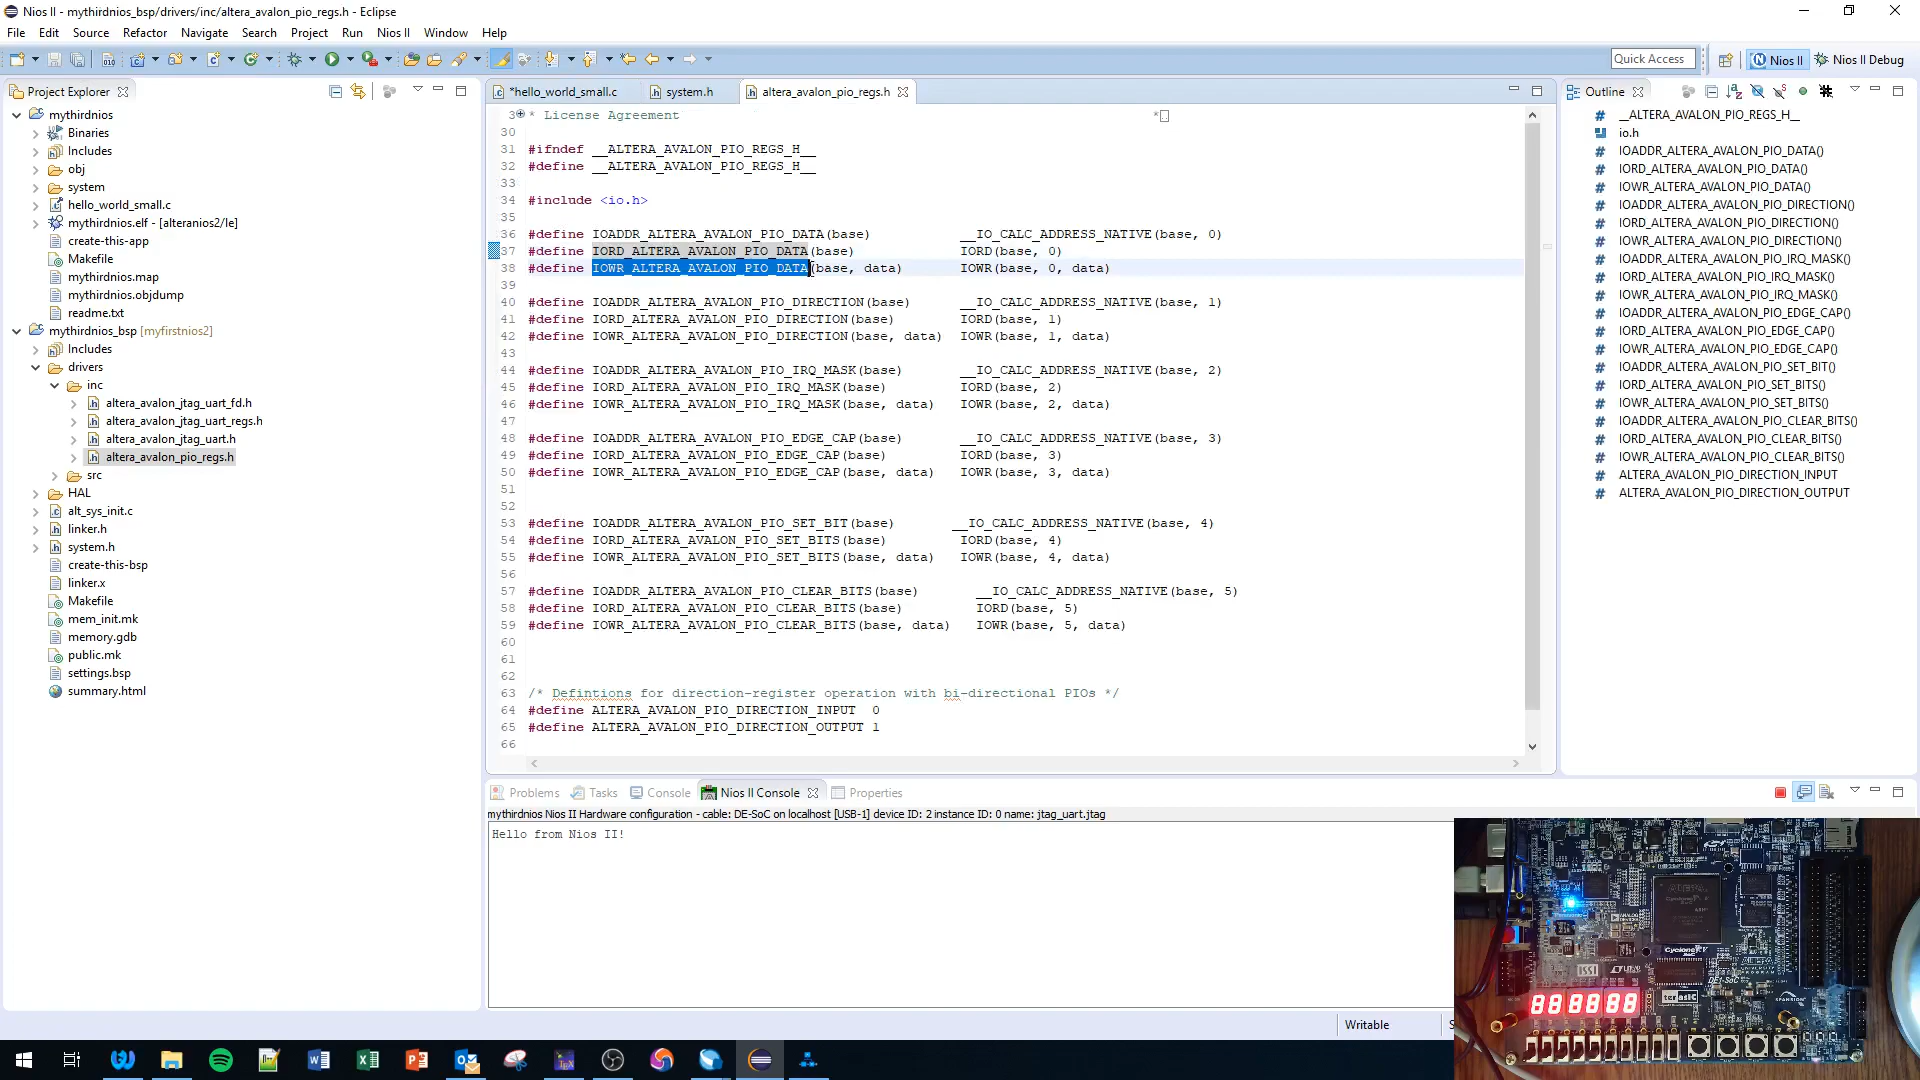 Nios II - mythirdnios_bsp/drivers/inc/altera_avalon_pio_regs.h - Eclipse
File Edit Source Refactor Navigate Search Project Run Nios II Window Help
Quick Access Nios II Nios II Debug
Project Explorer
mythirdnios
Binaries
Includes
obj
system
hello_world_small.c
mythirdnios.elf - [alteranios2/le]
create-this-app
Makefile
mythirdnios.map
mythirdnios.objdump
readme.txt
mythirdnios_bsp [myfirstnios2]
Includes
drivers
inc
altera_avalon_jtag_uart_fd.h
altera_avalon_jtag_uart_regs.h
altera_avalon_jtag_uart.h
altera_avalon_pio_regs.h
src
HAL
alt_sys_init.c
linker.h
system.h
create-this-bsp
linker.x
Makefile
mem_init.mk
memory.gdb
public.mk
settings.bsp
summary.html
*hello_world_small.c system.h altera_avalon_pio_regs.h
3 * License Agreement *
30
31 #ifndef __ALTERA_AVALON_PIO_REGS_H__
32 #define __ALTERA_AVALON_PIO_REGS_H__
33
34 #include <io.h>
35
36 #define IOADDR_ALTERA_AVALON_PIO_DATA(base) __IO_CALC_ADDRESS_NATIVE(base, 0)
37 #define IORD_ALTERA_AVALON_PIO_DATA(base) IORD(base, 0)
38 #define IOWR_ALTERA_AVALON_PIO_DATA(base, data) IOWR(base, 0, data)
39
40 #define IOADDR_ALTERA_AVALON_PIO_DIRECTION(base) __IO_CALC_ADDRESS_NATIVE(base, 1)
41 #define IORD_ALTERA_AVALON_PIO_DIRECTION(base) IORD(base, 1)
42 #define IOWR_ALTERA_AVALON_PIO_DIRECTION(base, data) IOWR(base, 1, data)
43
44 #define IOADDR_ALTERA_AVALON_PIO_IRQ_MASK(base) __IO_CALC_ADDRESS_NATIVE(base, 2)
45 #define IORD_ALTERA_AVALON_PIO_IRQ_MASK(base) IORD(base, 2)
46 #define IOWR_ALTERA_AVALON_PIO_IRQ_MASK(base, data) IOWR(base, 2, data)
47
48 #define IOADDR_ALTERA_AVALON_PIO_EDGE_CAP(base) __IO_CALC_ADDRESS_NATIVE(base, 3)
49 #define IORD_ALTERA_AVALON_PIO_EDGE_CAP(base) IORD(base, 3)
50 #define IOWR_ALTERA_AVALON_PIO_EDGE_CAP(base, data) IOWR(base, 3, data)
51
52
53 #define IOADDR_ALTERA_AVALON_PIO_SET_BIT(base) __IO_CALC_ADDRESS_NATIVE(base, 4)
54 #define IORD_ALTERA_AVALON_PIO_SET_BITS(base) IORD(base, 4)
55 #define IOWR_ALTERA_AVALON_PIO_SET_BITS(base, data) IOWR(base, 4, data)
56
57 #define IOADDR_ALTERA_AVALON_PIO_CLEAR_BITS(base) __IO_CALC_ADDRESS_NATIVE(base, 5)
58 #define IORD_ALTERA_AVALON_PIO_CLEAR_BITS(base) IORD(base, 5)
59 #define IOWR_ALTERA_AVALON_PIO_CLEAR_BITS(base, data) IOWR(base, 5, data)
60
61
62
63 /* Defintions for direction-register operation with bi-directional PIOs */
64 #define ALTERA_AVALON_PIO_DIRECTION_INPUT 0
65 #define ALTERA_AVALON_PIO_DIRECTION_OUTPUT 1
66
Outline
__ALTERA_AVALON_PIO_REGS_H__
io.h
IOADDR_ALTERA_AVALON_PIO_DATA()
IORD_ALTERA_AVALON_PIO_DATA()
IOWR_ALTERA_AVALON_PIO_DATA()
IOADDR_ALTERA_AVALON_PIO_DIRECTION()
IORD_ALTERA_AVALON_PIO_DIRECTION()
IOWR_ALTERA_AVALON_PIO_DIRECTION()
IOADDR_ALTERA_AVALON_PIO_IRQ_MASK()
IORD_ALTERA_AVALON_PIO_IRQ_MASK()
IOWR_ALTERA_AVALON_PIO_IRQ_MASK()
IOADDR_ALTERA_AVALON_PIO_EDGE_CAP()
IORD_ALTERA_AVALON_PIO_EDGE_CAP()
IOWR_ALTERA_AVALON_PIO_EDGE_CAP()
IOADDR_ALTERA_AVALON_PIO_SET_BIT()
IORD_ALTERA_AVALON_PIO_SET_BITS()
IOWR_ALTERA_AVALON_PIO_SET_BITS()
IOADDR_ALTERA_AVALON_PIO_CLEAR_BITS()
IORD_ALTERA_AVALON_PIO_CLEAR_BITS()
IOWR_ALTERA_AVALON_PIO_CLEAR_BITS()
ALTERA_AVALON_PIO_DIRECTION_INPUT
ALTERA_AVALON_PIO_DIRECTION_OUTPUT
Problems Tasks Console Nios II Console Properties
mythirdnios Nios II Hardware configuration - cable: DE-SoC on localhost [USB-1] device ID: 2 instance ID: 0 name: jtag_uart.jtag
Hello from Nios II!
Writable
Cyclone V
ISSI
DE1-SoC
terasIC
SPANSION
88 88 88